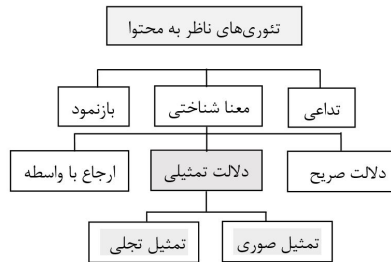 تئوری‌های ناظر به محتوا
تداعی
معنا شناختی
بازنمود
دلالت صریح
دلالت تمثیلی
ارجاع با واسطه
تمثیل صوری
تمثیل تجلی